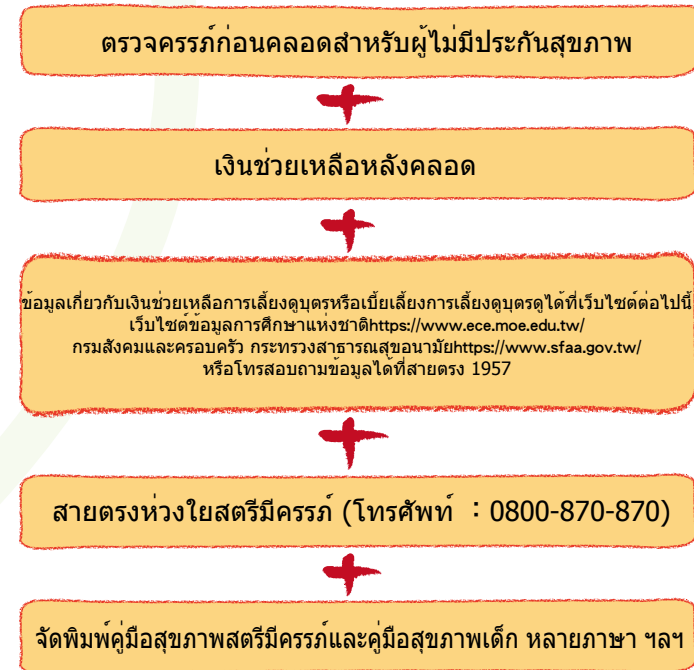 ตรวจครรภ์ก่อนคลอดสำหรับผู้ไม่มีประกันสุขภาพ
เงินช่วยเหลือหลังคลอด
ข้อมูลเกี่ยวกับเงินช่วยเหลือการเลี้ยงดูบุตรหรือเบี้ยเลี้ยงการเลี้ยงดูบุตรดูได้ที่เว็บไซต์ต่อไปนี้
เว็บไซต์ข้อมูลการศึกษาแห่งชาติhttps://www.ece.moe.edu.tw/
กรมสังคมและครอบครัว กระทรวงสาธารณสุขอนามัยhttps://www.sfaa.gov.tw/
หรือโทรสอบถามข้อมูลได้ที่สายตรง 1957
สายตรงห่วงใยสตรีมีครรภ์ (โทรศัพท์ ：0800-870-870)
จัดพิมพ์คู่มือสุขภาพสตรีมีครรภ์และคู่มือสุขภาพเด็ก หลายภาษา ฯลฯ